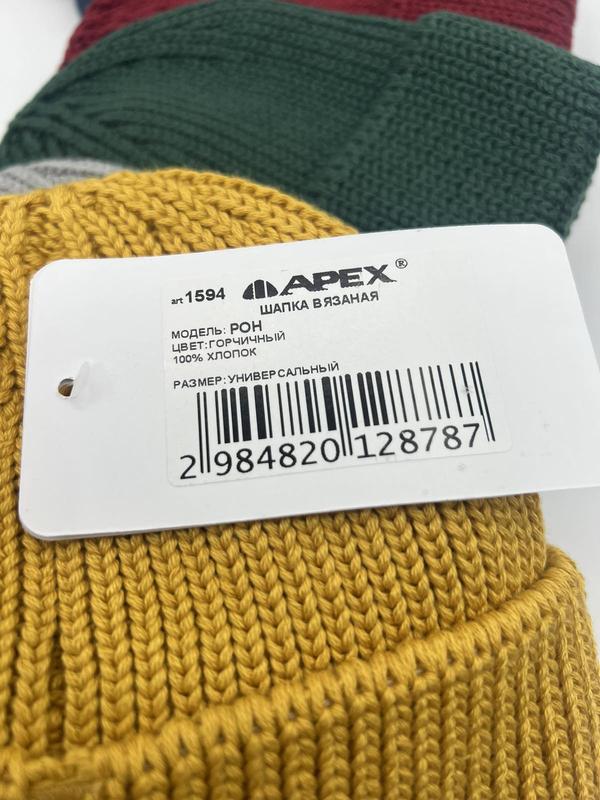 art 1594 APEX®
ШАПКА ВЯЗАНАЯ
МОДЕЛЬ: РОН
ЦВЕТ:ГОРЧИЧНЫЙ
100% ХЛОПОК
РАЗМЕР:УНИВЕРСАЛЬНЫЙ
2 984820 128787